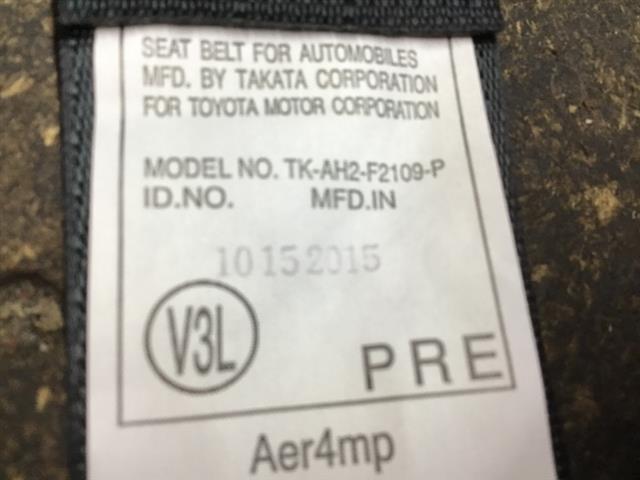 SEAT BELT FOR AUTOMOBILES
MFD. BY TAKATA CORPORATION
FOR TOYOTA MOTOR CORPORATION
MODEL NO. TK-AH2-F2109-P
ID.NO. MFD.IN
10152015
V3L
PRE
Aer4mp